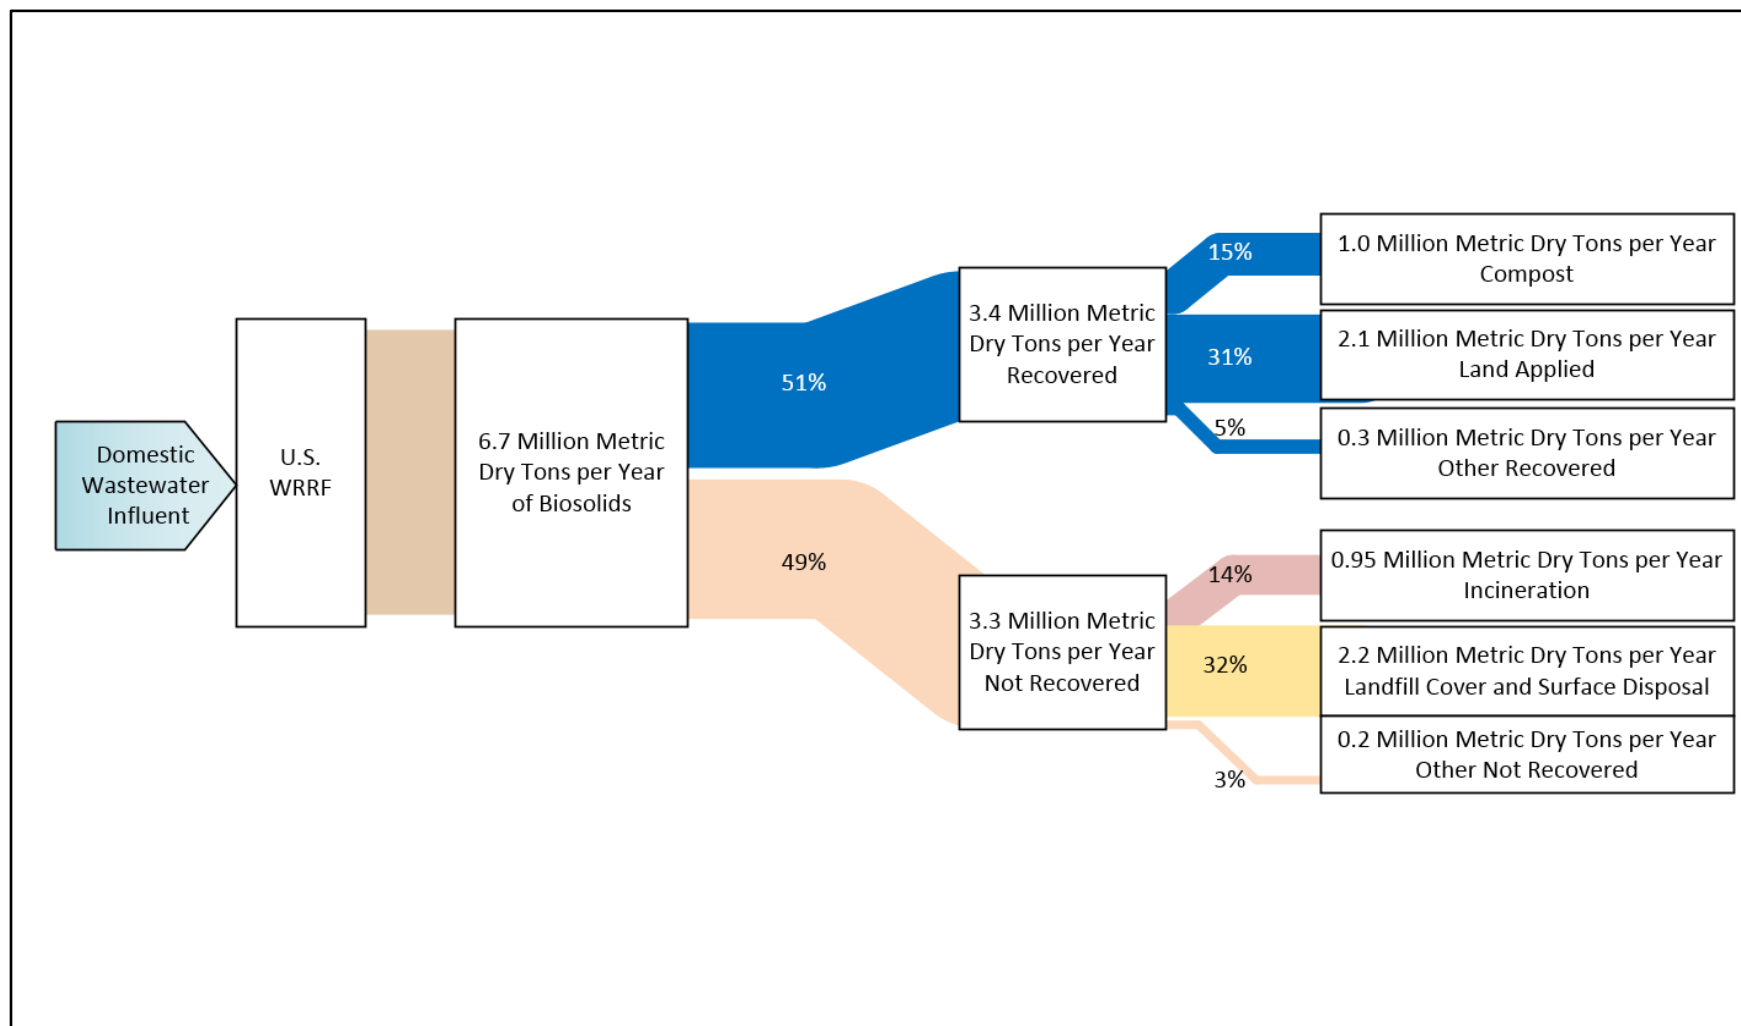 Domestic
Wastewater
Influent
U.S.
WRRF
6.7 Million Metric
Dry Tons per Year
of Biosolids
51%
49%
3.4 Million Metric
Dry Tons per Year
Recovered
3.3 Million Metric
Dry Tons per Year
Not Recovered
15%
31%
5%
14%
32%
3%
1.0 Million Metric Dry Tons per Year
Compost
2.1 Million Metric Dry Tons per Year
Land Applied
0.3 Million Metric Dry Tons per Year
Other Recovered
0.95 Million Metric Dry Tons per Year
Incineration
2.2 Million Metric Dry Tons per Year
Landfill Cover and Surface Disposal
0.2 Million Metric Dry Tons per Year
Other Not Recovered